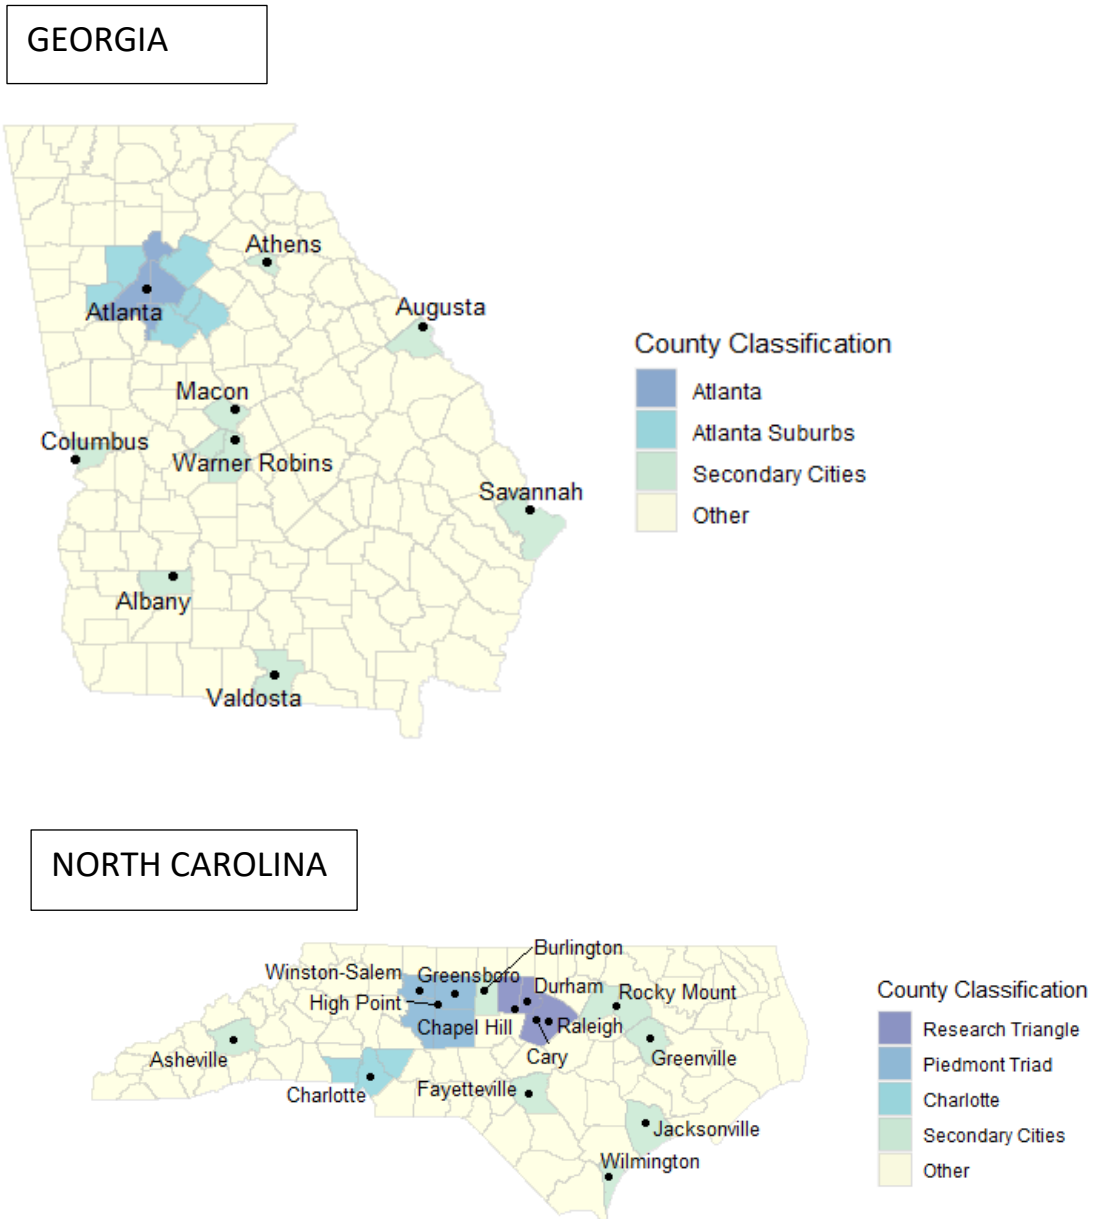 GEORGIA
Athens
Atlanta
Augusta
Macon
Columbus
Warner Robins
Savannah
Albany
Valdosta
County Classification
Atlanta
Atlanta Suburbs
Secondary Cities
Other
NORTH CAROLINA
Burlington
Winston-Salem
Greensboro
Durham
High Point
Rocky Mount
Chapel Hill
Raleigh
Cary
Greenville
Asheville
Charlotte
Fayetteville
Jacksonville
Wilmington
County Classification
Research Triangle
Piedmont Triad
Charlotte
Secondary Cities
Other